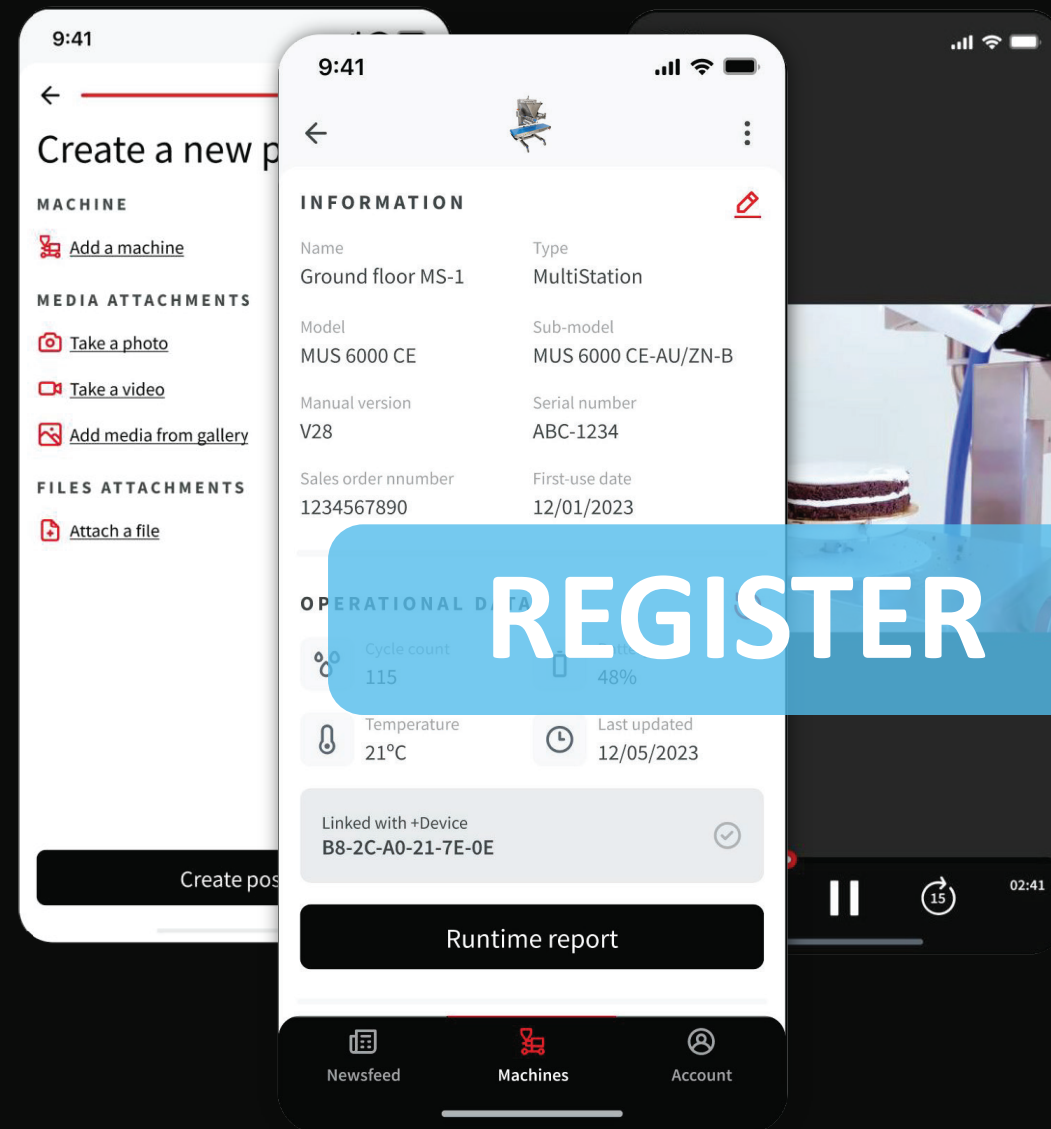 9:41
Create a new
MACHINE
Add a machine
MEDIA ATTACHMENTS
Take a photo
Take a video
Add media from gallery
FILES ATTACHMENTS
Attach a file
Create pos
9:41
INFORMATION
Name
Ground floor MS-1
Type
MultiStation
Model
MUS 6000 CE
Sub-model
MUS 6000 CE-AU/ZN-B
Manual version
V28
Serial number
ABC-1234
Sales order nnumber
1234567890
First-use date
12/01/2023
OPERATIONAL DATA
Cycle count
115
48%
Temperature
21°C
Last updated
12/05/2023
Linked with +Device
B8-2C-A0-21-7E-0E
Runtime report
Newsfeed
Machines
Account
REGISTER
15
02:41